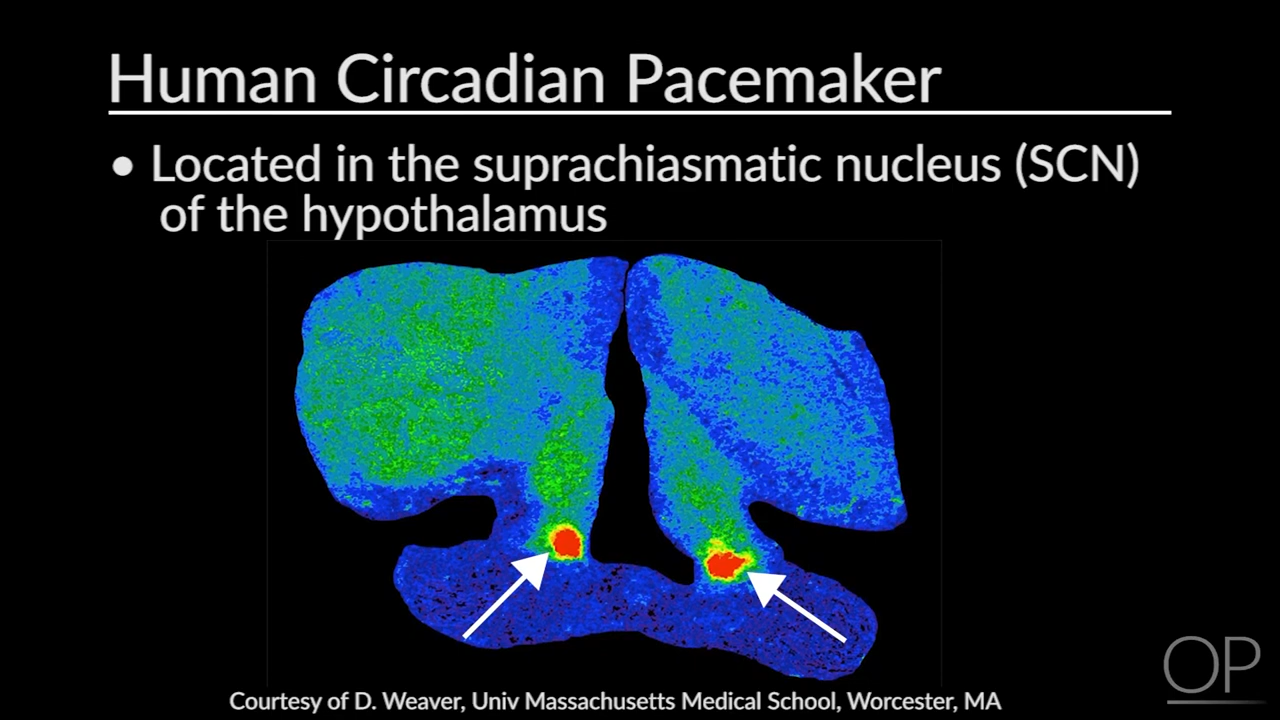 Human Circadian Pacemaker
• Located in the suprachiasmatic nucleus (SCN)
of the hypothalamus
Courtesy of D. Weaver, Univ Massachusetts Medical School, Worcester, MA
OP